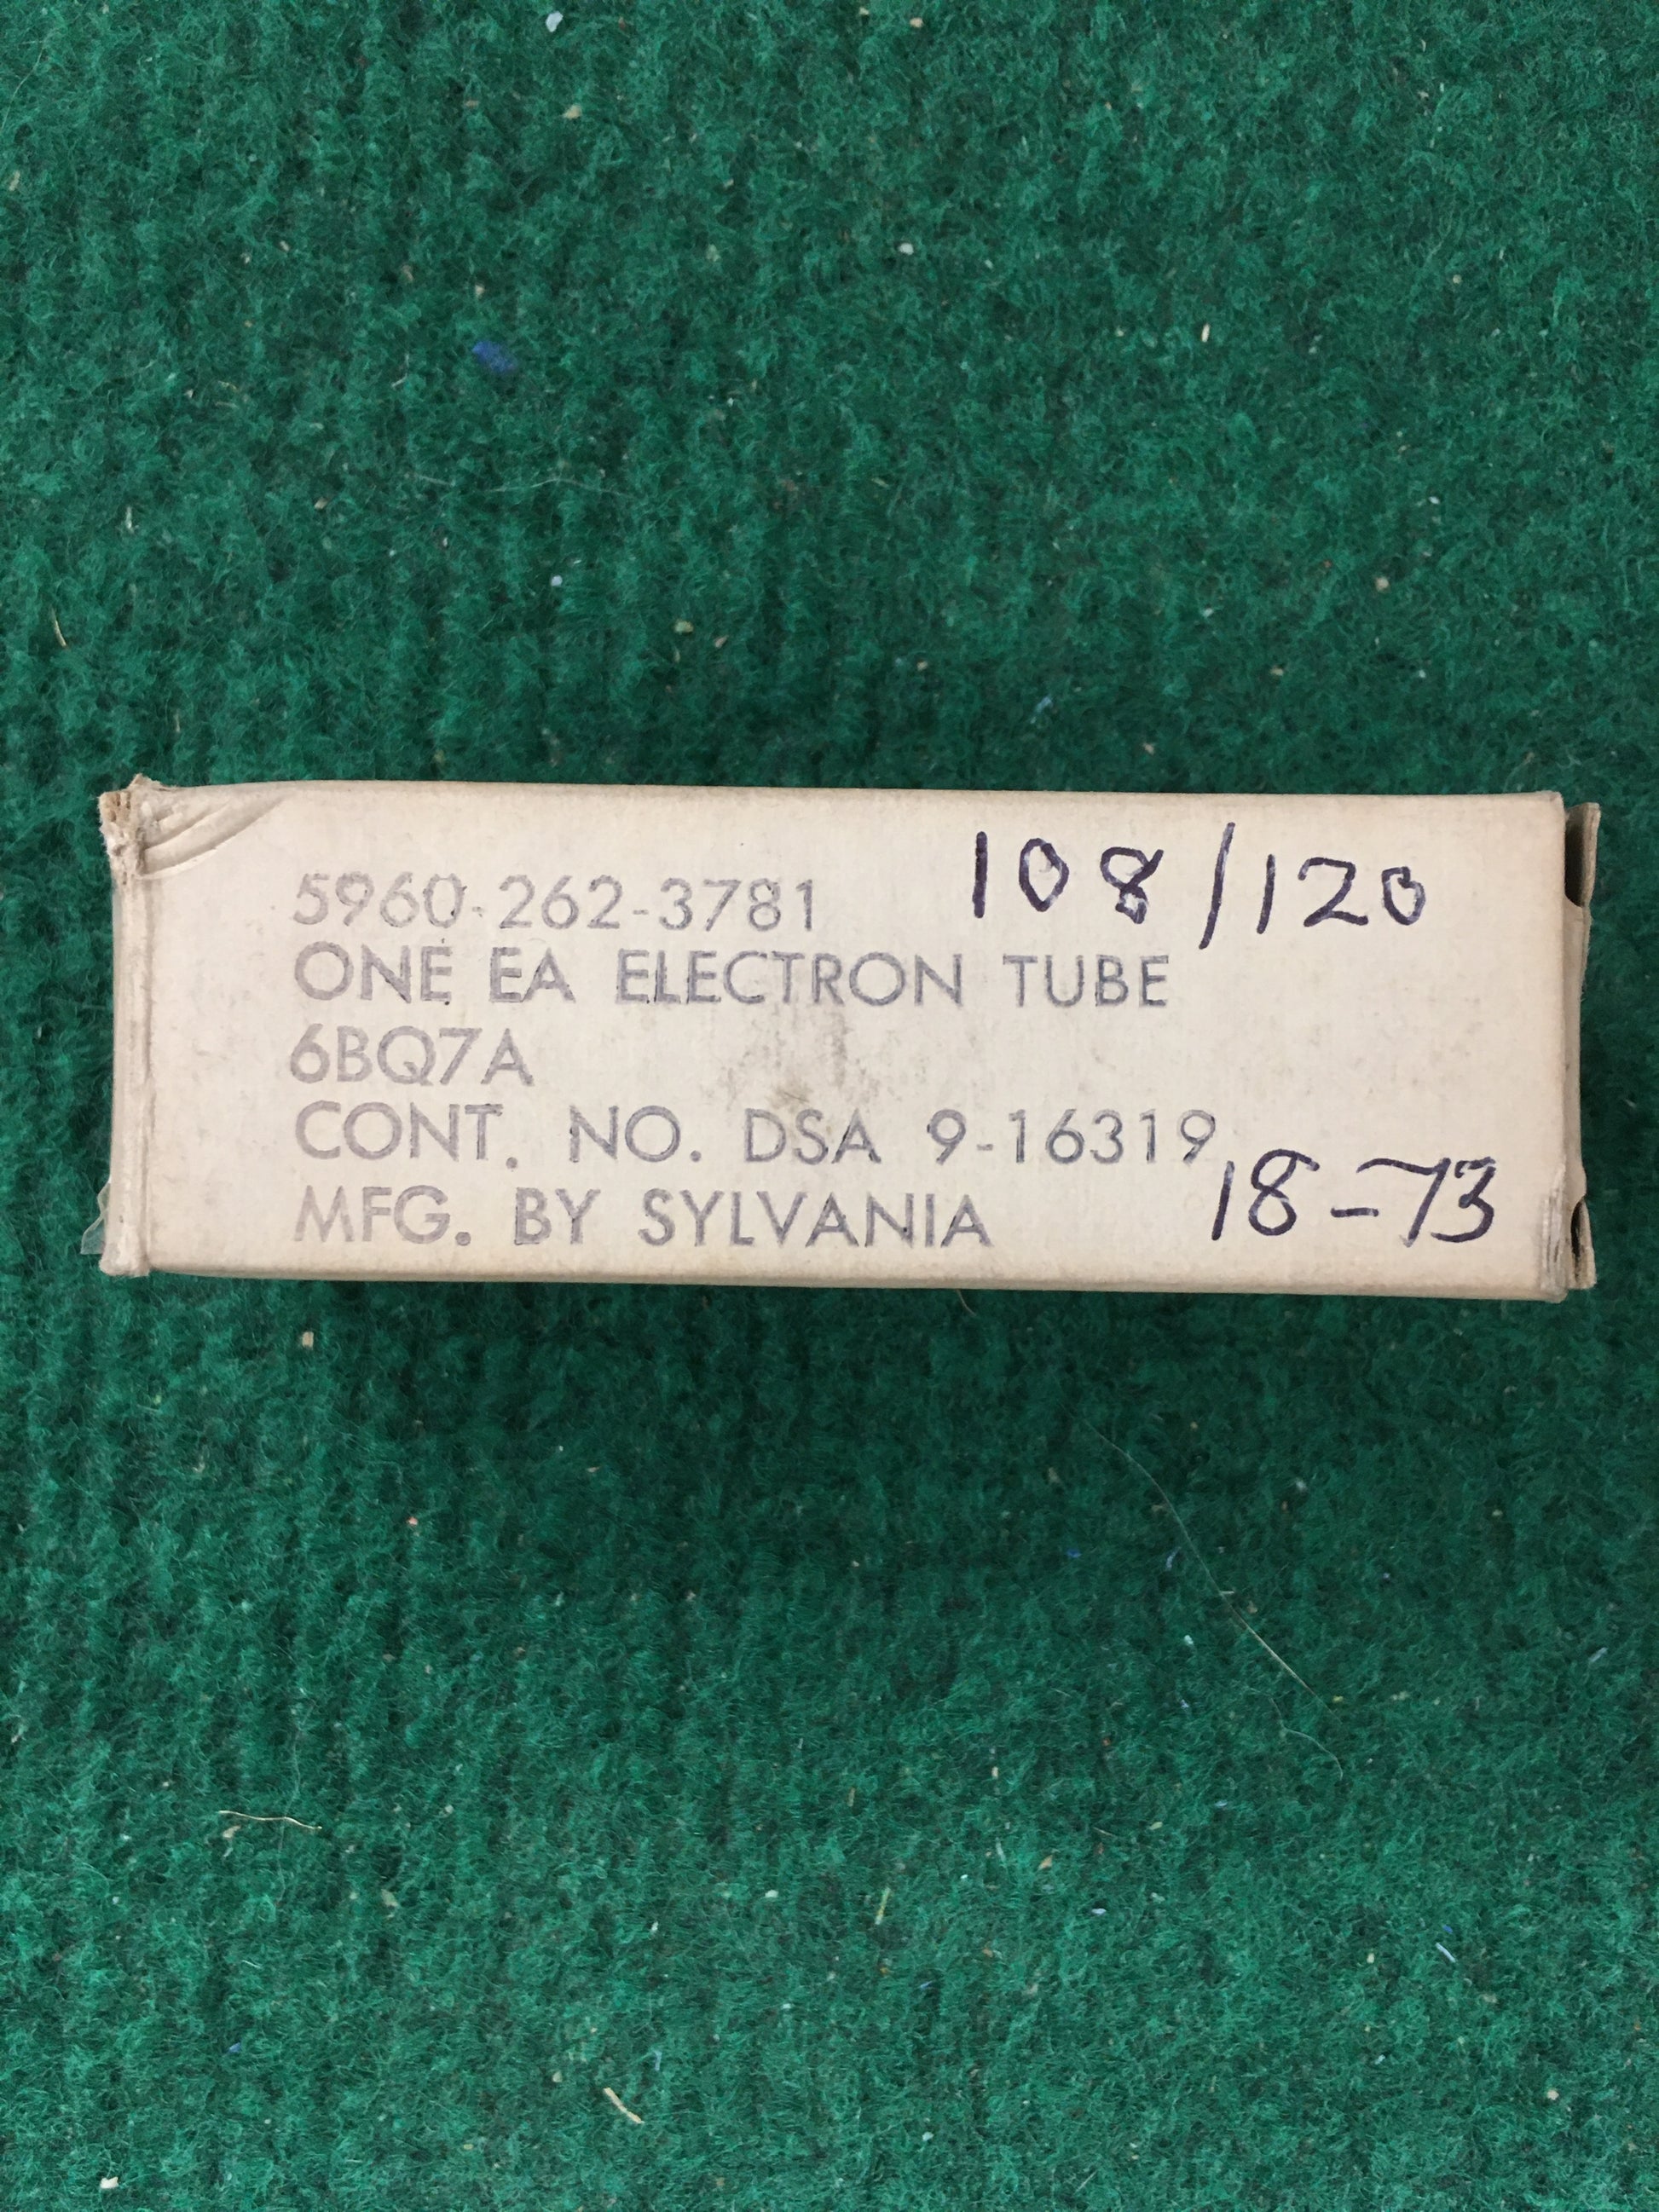 5960-262-3781 108/120
ONE EA ELECTRON TUBE
6BQ7A
CONT. NO. DSA 9-16319
MFG. BY SYLVANIA 18-73